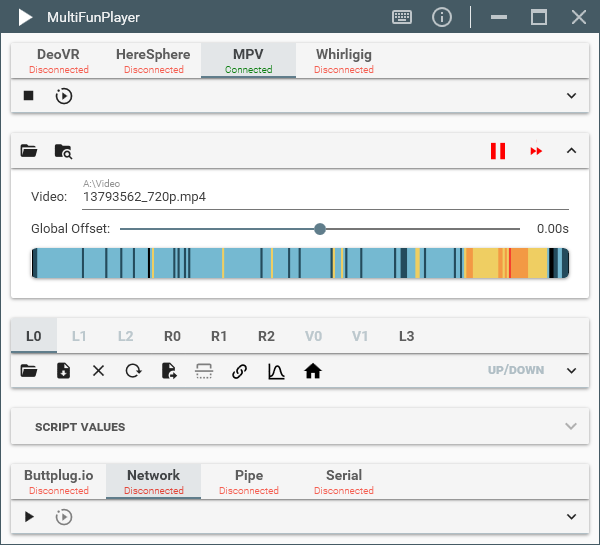 MultiFunPlayer
DeoVR HereSphere MPV Whirligig
Disconnected Disconnected Connected Disconnected
A:\Video
Video: 13793562_720p.mp4
Global Offset: 0.00s
L0 L1 L2 R0 R1 R2 V0 V1 L3
UP/DOWN
SCRIPT VALUES
Buttplug.io Network Pipe Serial
Disconnected Disconnected Disconnected Disconnected